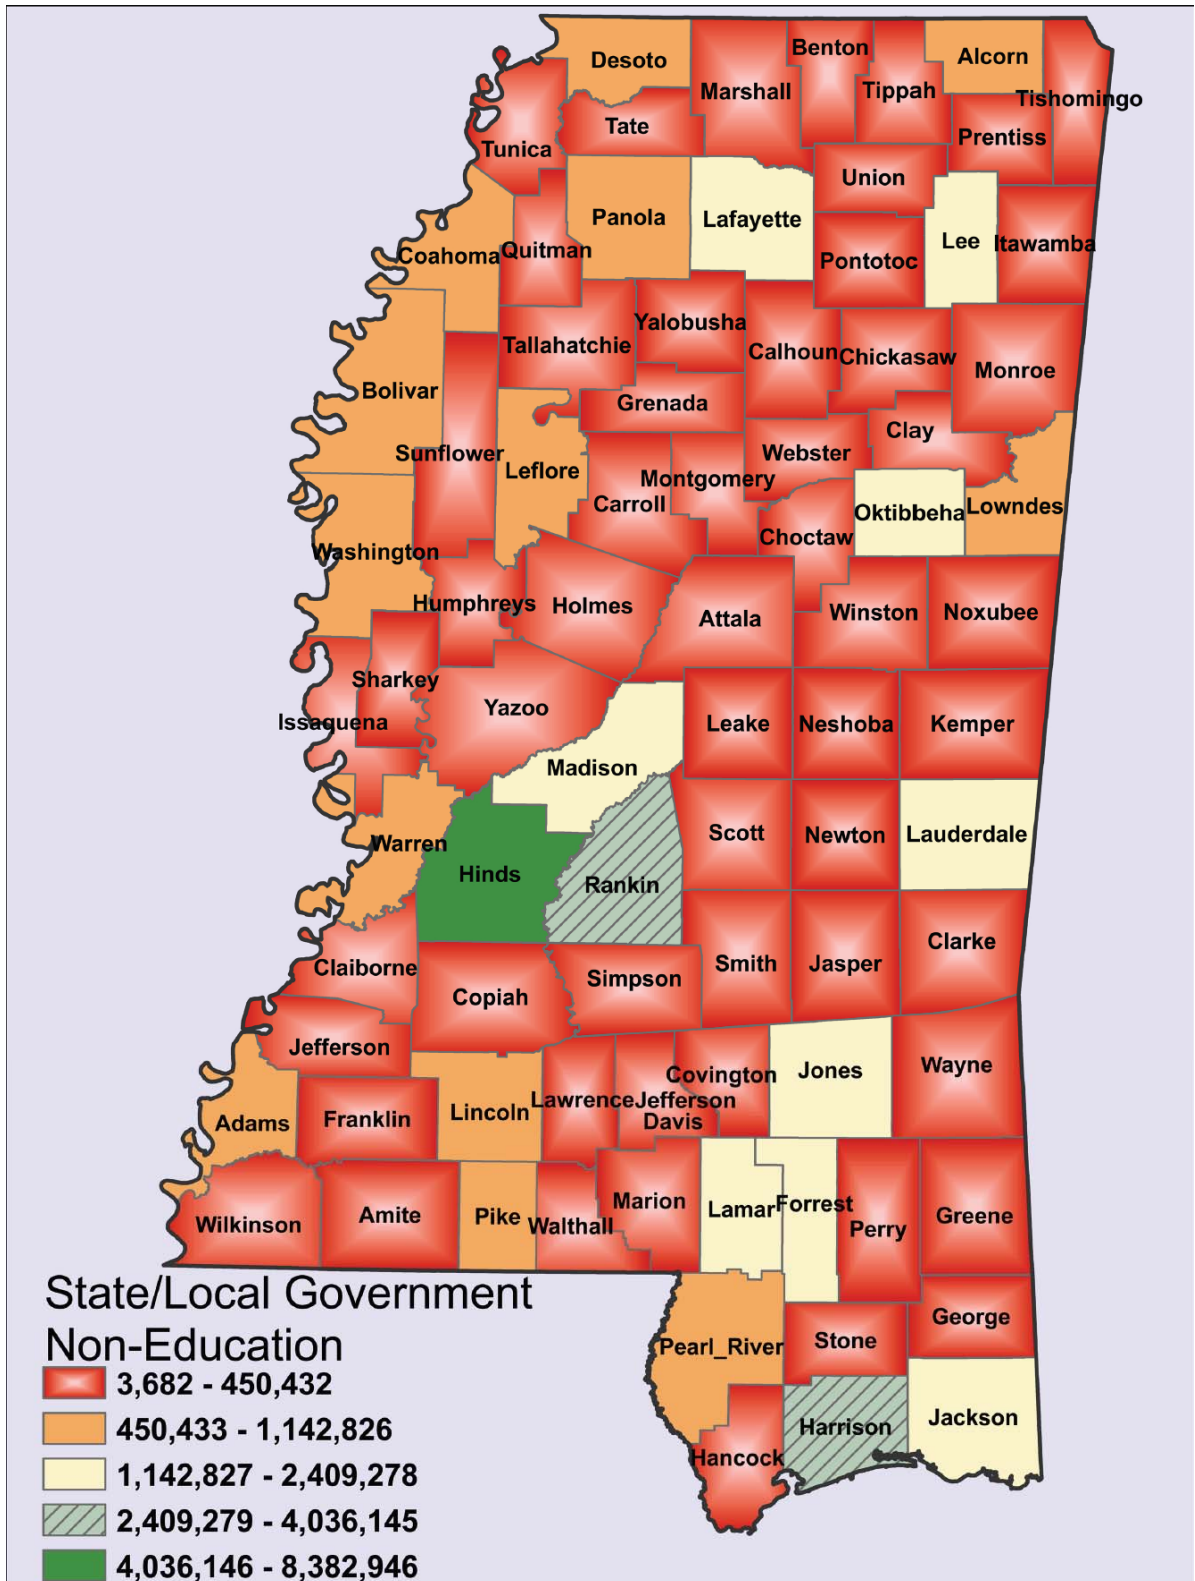 Desoto
Benton
Alcorn
Marshall
Tippah
Tishomingo
Tate
Prentiss
Tunica
Union
Panola
Lafayette
Lee
Itawamba
Coahoma
Quitman
Pontotoc
Yalobusha
Tallahatchie
Calhoun
Chickasaw
Monroe
Bolivar
Grenada
Clay
Sunflower
Webster
Leflore
Montgomery
Carroll
Oktibbeha
Lowndes
Choctaw
Washington
Humphreys
Holmes
Attala
Winston
Noxubee
Sharkey
Yazoo
Issaquena
Leake
Neshoba
Kemper
Madison
Warren
Scott
Newton
Lauderdale
Hinds
Rankin
Claiborne
Copiah
Simpson
Smith
Jasper
Clarke
Jefferson
Covington
Jones
Wayne
Adams
Franklin
Lincoln
Lawrence
Jefferson
Davis
Wilkinson
Amite
Pike
Walthall
Marion
Lamar
Forrest
Perry
Greene
George
Pearl_River
Stone
Harrison
Jackson
Hancock
State/Local Government
Non-Education
3,682 - 450,432
450,433 - 1,142,826
1,142,827 - 2,409,278
2,409,279 - 4,036,145
4,036,146 - 8,382,946